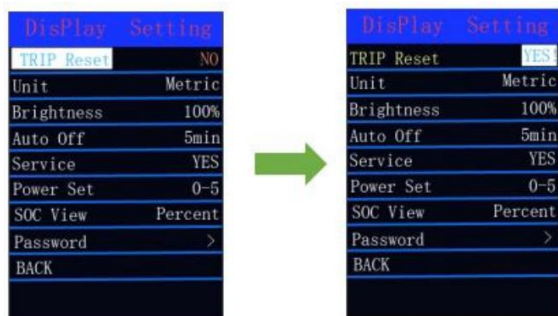 DisPlay Setting
TRIP Reset NO
Unit Metric
Brightness 100%
Auto Off 5min
Service YES
Power Set 0-5
SOC View Percent
Password >
BACK
DisPlay Setting
TRIP Reset YES
Unit Metric
Brightness 100%
Auto Off 5min
Service YES
Power Set 0-5
SOC View Percent
Password >
BACK